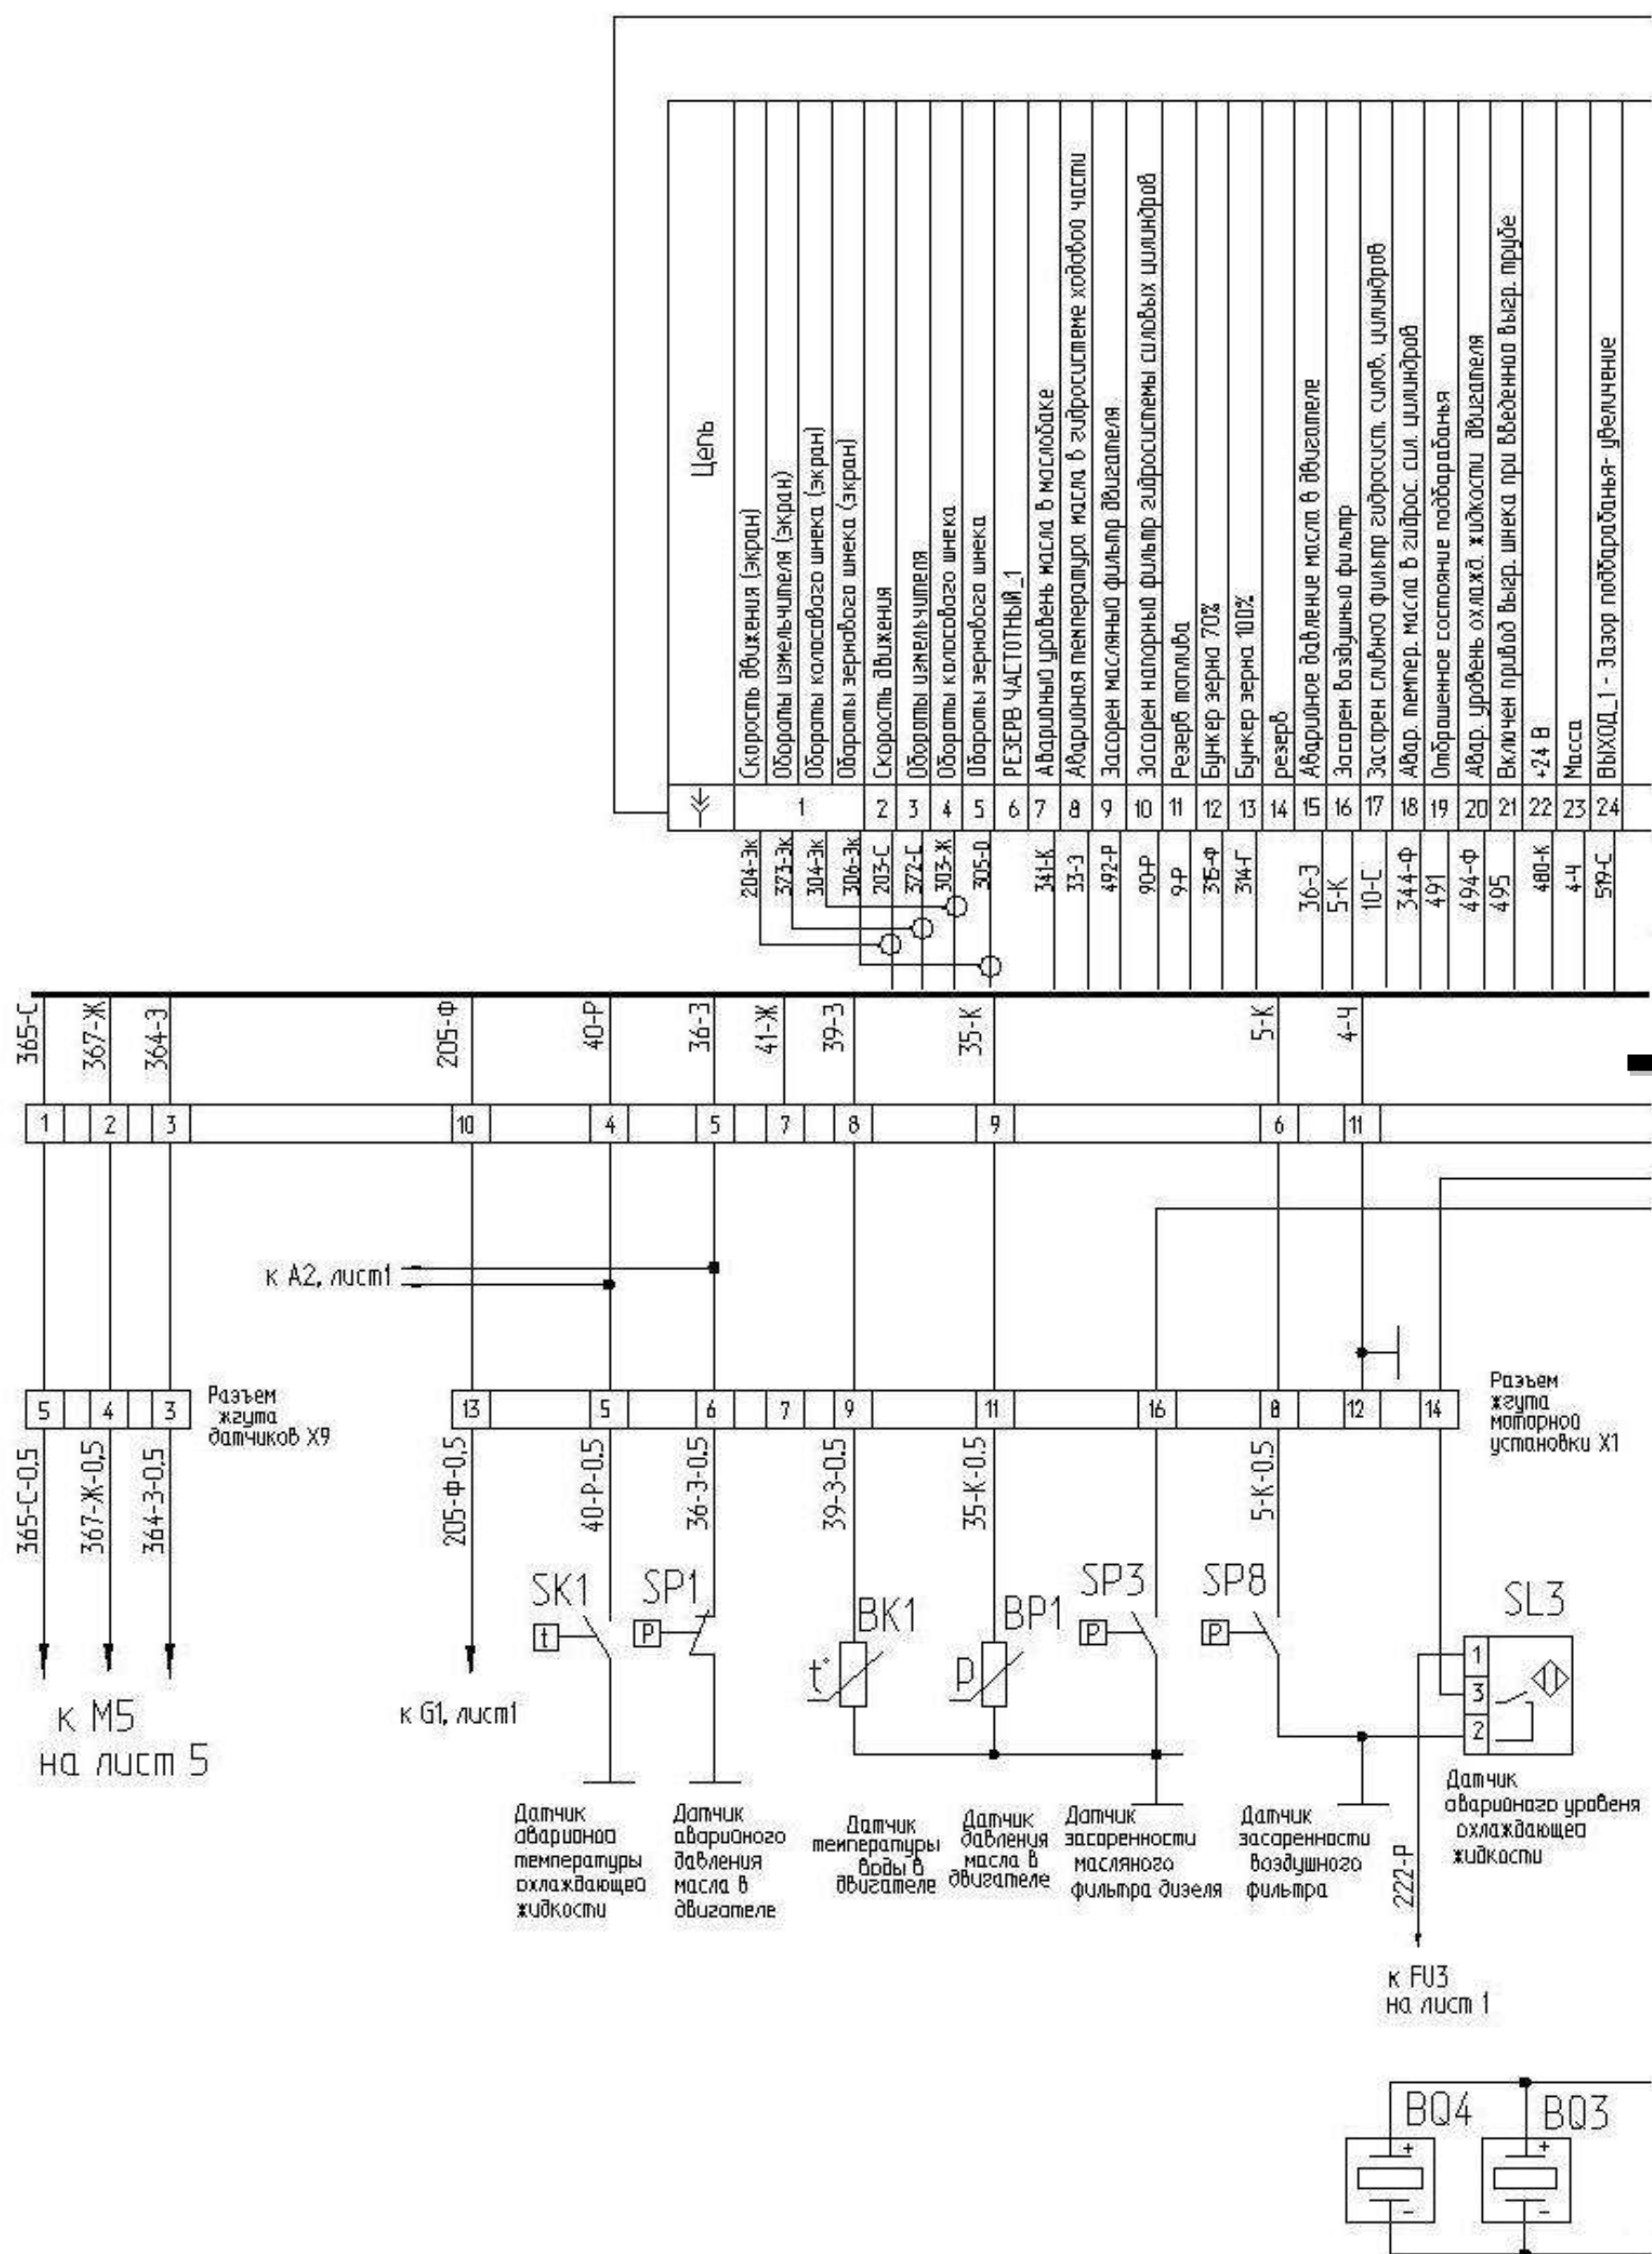 Цепь
Скорость движения (экран)
Обороты измельчителя (экран)
Обороты колосового шнека (экран)
Обороты зернового шнека (экран)
Скорость движения
Обороты измельчителя
Обороты колосового шнека
Обороты зернового шнека
РЕЗЕРВ ЧАСТОТНЫЙ_1
Аварийный уровень масла в маслобаке
Аварийная температура масла в гидросистеме ходовой части
Засорен масляный фильтр двигателя
Засорен напорный фильтр гидросистемы силовых цилиндров
Резерв топлива
Бункер зерна 70%
Бункер зерна 100%
резерв
Аварийное давление масла в двигателе
Засорен воздушный фильтр
Засорен сливной фильтр гидросист. силов. цилиндров
Авар. темпер. масла в гидрос. сил. цилиндров
Отброшенное состояние подбарабанья
Авар. уровень охлажд. жидкости двигателя
Включен привод выгр. шнека при введенной выгр. трубе
+24 В
Масса
ВЫХОД_1 - Зазор подбарабанья- увеличение
1 2 3 4 5 6 7 8 9 10 11 12 13 14 15 16 17 18 19 20 21 22 23 24
204-Эк 373-Эк 304-Эк 306-Эк 203-С 372-С 303-Ж 305-О 341-К 33-З 492-Р 90-Р 9-Р 315-Ф 314-Г 36-З 5-К 10-С 344-Ф 491 494-Ф 495 480-К 4-Ч 519-С
365-С 367-Ж 364-З 205-Ф 40-Р 36-З 41-Ж 39-З 35-К 5-К 4-Ч
1 2 3 10 4 5 7 8 9 6 11
к А2, лист1
5 4 3
Разъем
жгута
датчиков Х9
13 5 6 7 9 11 16 8 12 14
Разъем
жгута
моторной
установки Х1
365-С-0,5 367-Ж-0,5 364-З-0,5 205-Ф-0,5 40-Р-0.5 36-З-0.5 39-З-0.5 35-К-0.5 5-К-0.5
SK1
t
SP1
P
BK1
t°
BP1
P
SP3
P
SP8
P
SL3
1
3
2
к М5
на лист 5
к G1, лист1
Датчик
аварийной
температуры
охлаждающей
жидкости
Датчик
аварийного
давления
масла в
двигателе
Датчик
температуры
воды в
двигателе
Датчик
давления
масла в
двигателе
Датчик
засоренности
масляного
фильтра дизеля
Датчик
засоренности
воздушного
фильтра
Датчик
аварийного уровеня
охлаждающей
жидкости
222-Р
к FU3
на лист 1
BQ4
+
-
BQ3
+
-